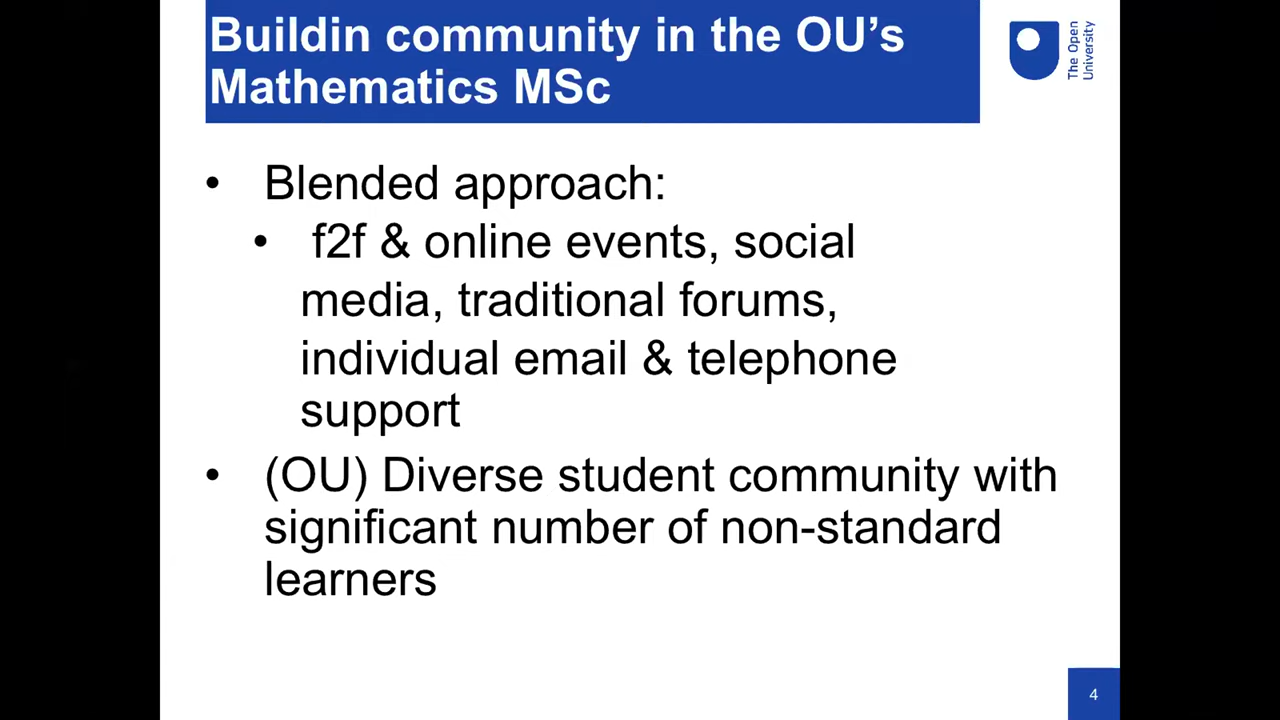 Buildin community in the OU’s
Mathematics MSc
The Open
University
• Blended approach:
• f2f & online events, social
media, traditional forums,
individual email & telephone
support
• (OU) Diverse student community with
significant number of non-standard
learners
4